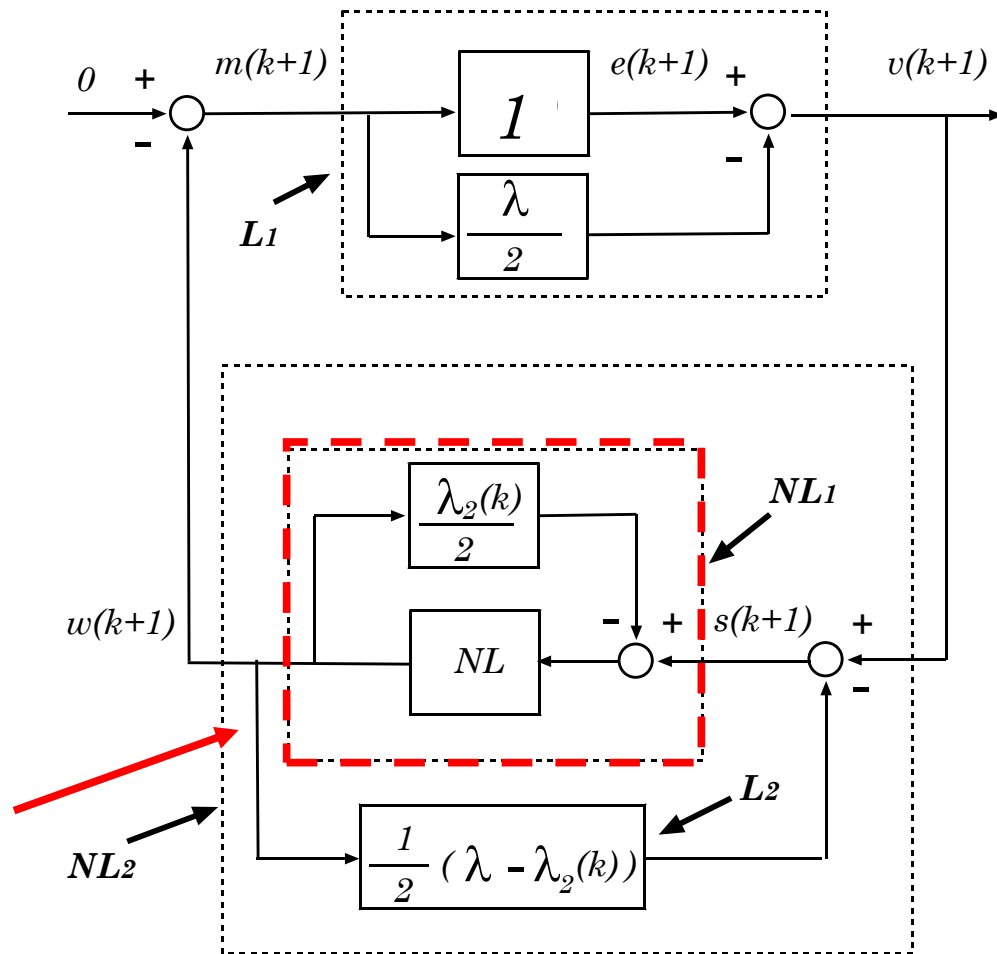 0 + m(k+1) e(k+1) + v(k+1)
1
- -
L1
λ
2
λ2(k)
2
NL1
w(k+1) - + s(k+1) +
NL -
L2
NL2
1
2 ( λ - λ2(k) )